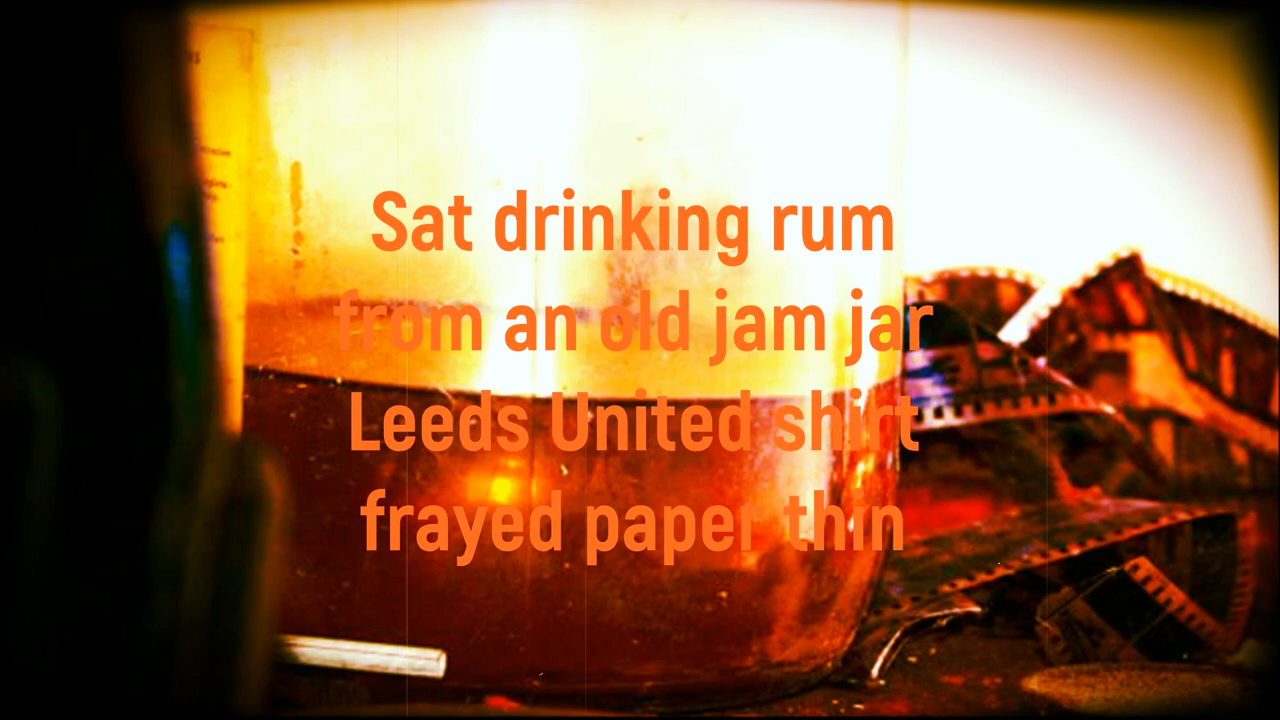 Sat drinking rum
from an old jam jar
Leeds United shirt
frayed paper thin